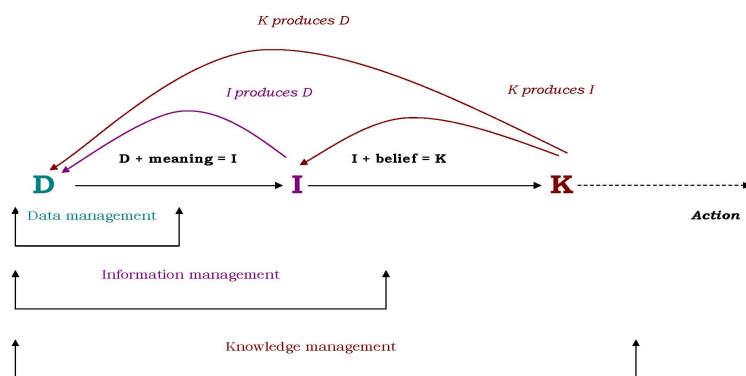 K produces D
I produces D
K produces I
D + meaning = I
I + belief = K
D
I
K
Data management
Action
Information management
Knowledge management